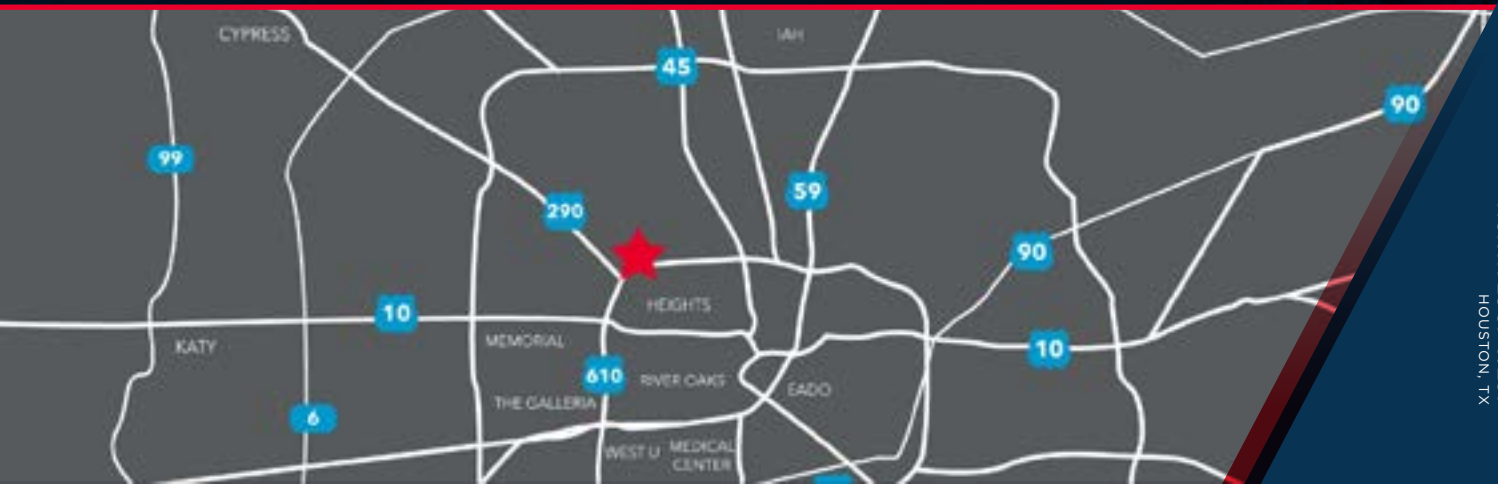 CYPRESS
IAH
45
90
99
59
290
90
HEIGHTS
10
KATY
MEMORIAL
10
610
RIVER OAKS
EADO
THE GALLERIA
6
WEST U
MEDICAL
CENTER
HOUSTON, TX